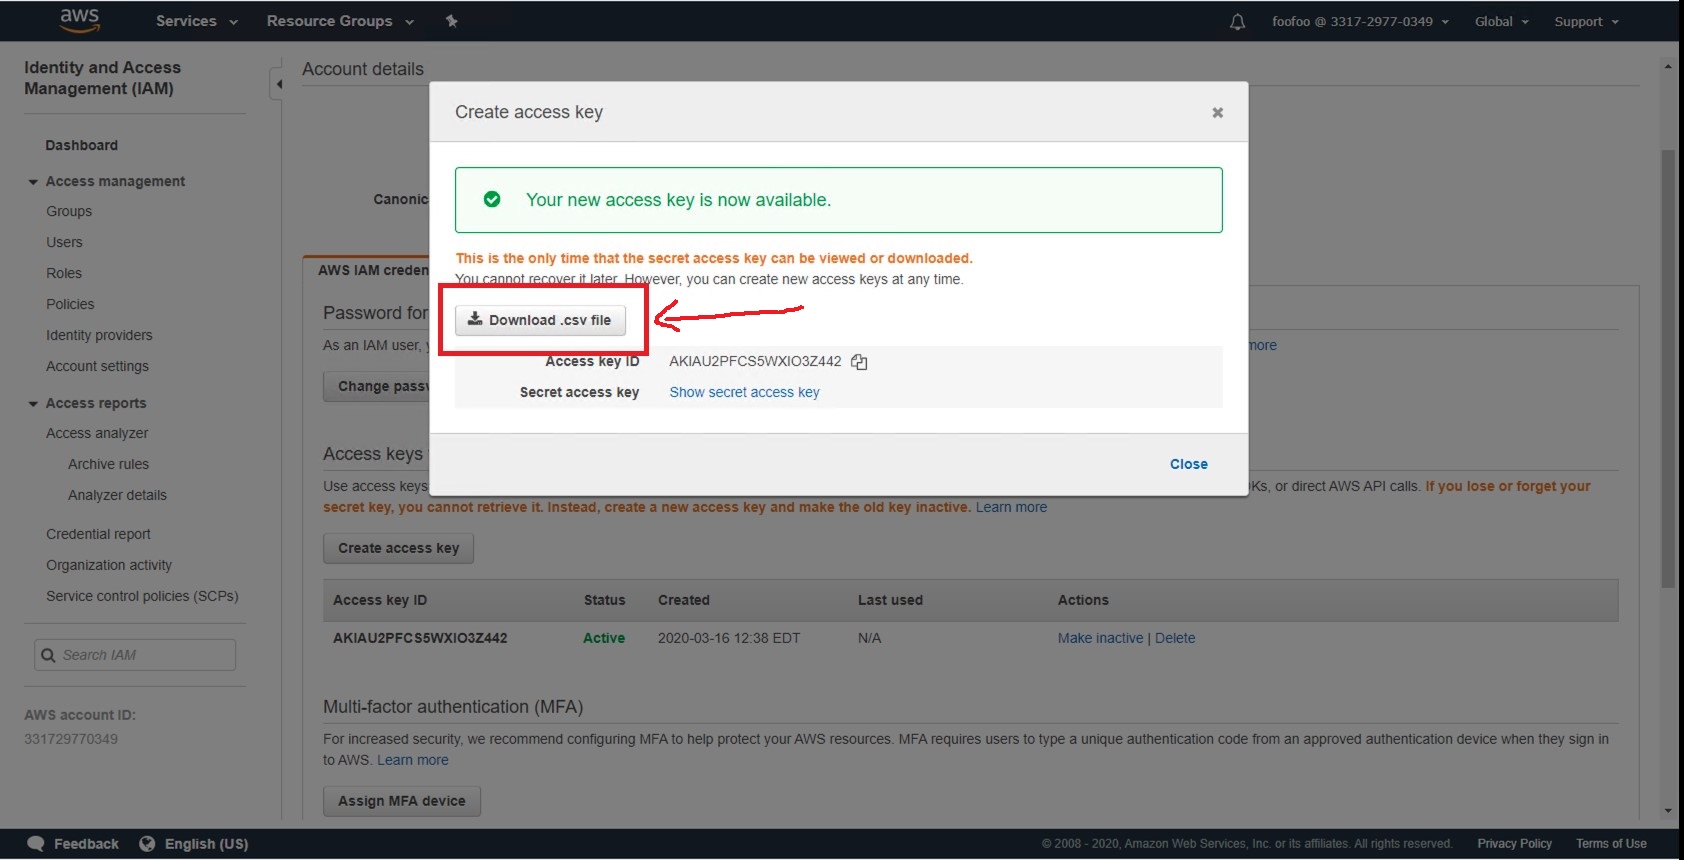 aws
Services
Resource Groups
foofoo @ 3317-2977-0349
Global
Support
Identity and Access
Management (IAM)
Dashboard
Access management
Groups
Users
Roles
Policies
Identity providers
Account settings
Access reports
Access analyzer
Archive rules
Analyzer details
Credential report
Organization activity
Service control policies (SCPs)
Search IAM
AWS account ID:
331729770349
Account details
Canonic
AWS IAM creden
Password for
As an IAM user,
more
Change passw
Create access key
Your new access key is now available.
This is the only time that the secret access key can be viewed or downloaded.
You cannot recover it later. However, you can create new access keys at any time.
Download .csv file
Access key ID AKIAU2PFCS5WXIO3Z442
Secret access key Show secret access key
Close
Access keys
Use access keys
Ks, or direct AWS API calls. If you lose or forget your
secret key, you cannot retrieve it. Instead, create a new access key and make the old key inactive. Learn more
Create access key
Access key ID Status Created Last used Actions
AKIAU2PFCS5WXIO3Z442 Active 2020-03-16 12:38 EDT N/A Make inactive | Delete
Multi-factor authentication (MFA)
For increased security, we recommend configuring MFA to help protect your AWS resources. MFA requires users to type a unique authentication code from an approved authentication device when they sign in
to AWS. Learn more
Assign MFA device
Feedback
English (US)
© 2008 - 2020, Amazon Web Services, Inc. or its affiliates. All rights reserved.
Privacy Policy
Terms of Use